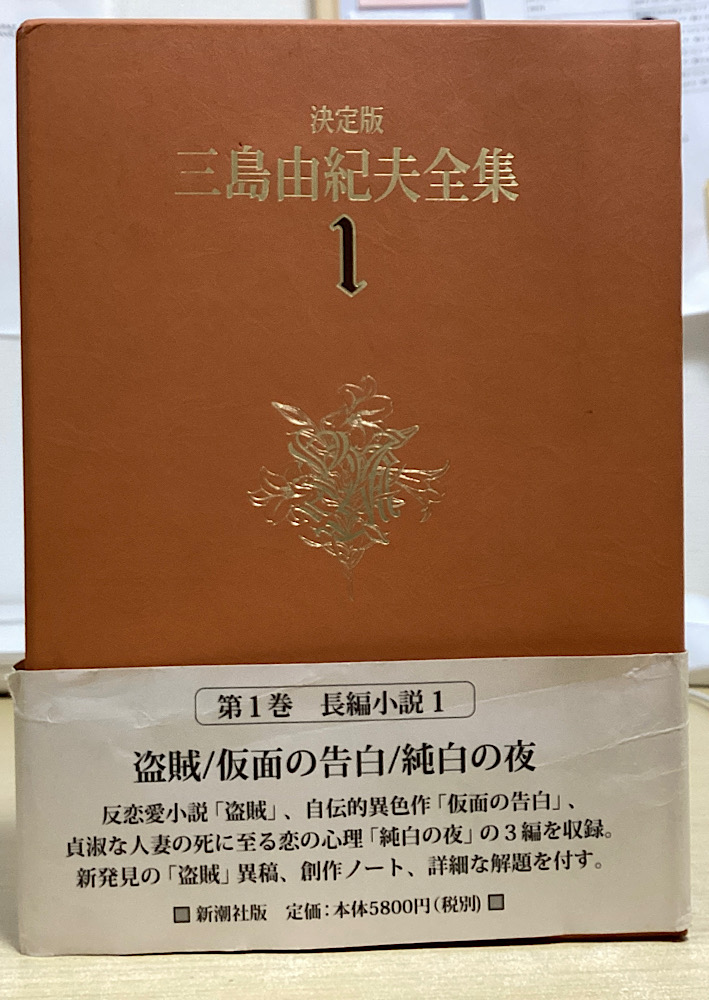 決定版
三島由紀夫全集
1
第1巻 長編小説1
盗賊/仮面の告白/純白の夜
反恋愛小説「盗賊」、自伝的異色作「仮面の告白」、
貞淑な人妻の死に至る恋の心理「純白の夜」の3編を収録。
新発見の「盗賊」異稿、創作ノート、詳細な解題を付す。
■新潮社版 定価:本体5800円(税別)■